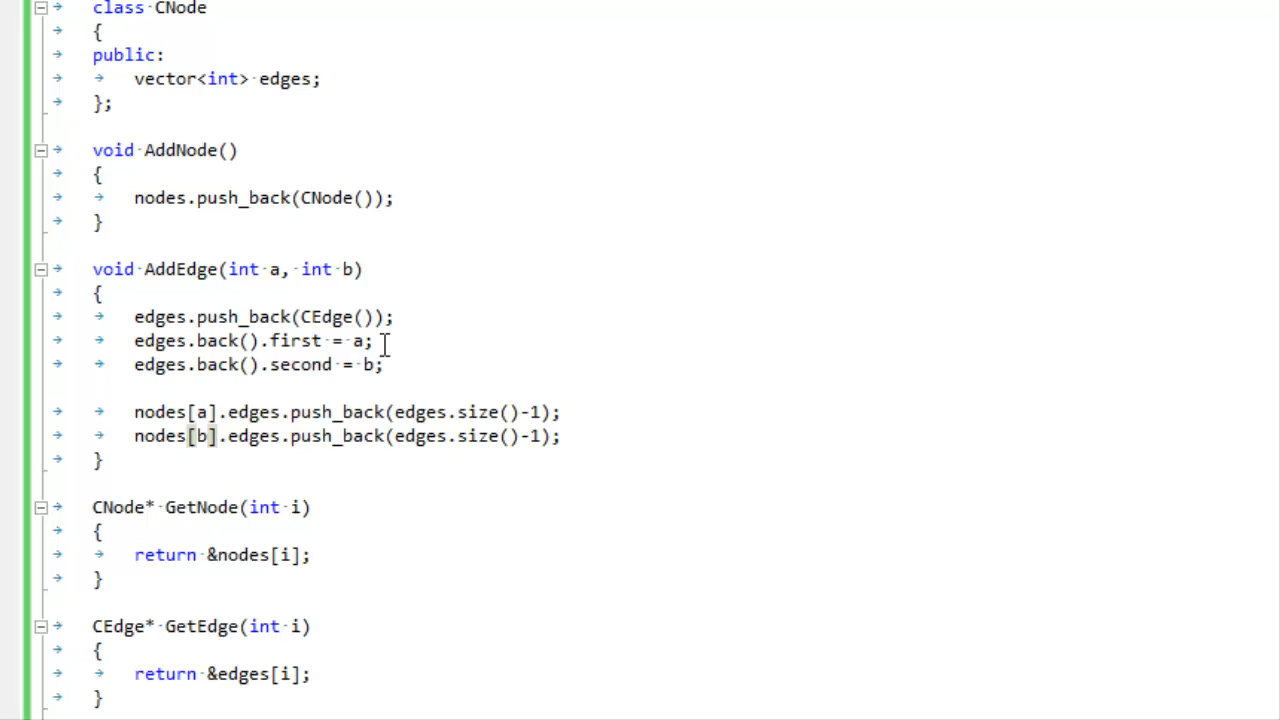 class CNode
{
public:
vector<int> edges;
};
void AddNode()
{
nodes.push_back(CNode());
}
void AddEdge(int a, int b)
{
edges.push_back(CEdge());
edges.back().first = a;
edges.back().second = b;
nodes[a].edges.push_back(edges.size()-1);
nodes[b].edges.push_back(edges.size()-1);
}
CNode* GetNode(int i)
{
return &nodes[i];
}
CEdge* GetEdge(int i)
{
return &edges[i];
}